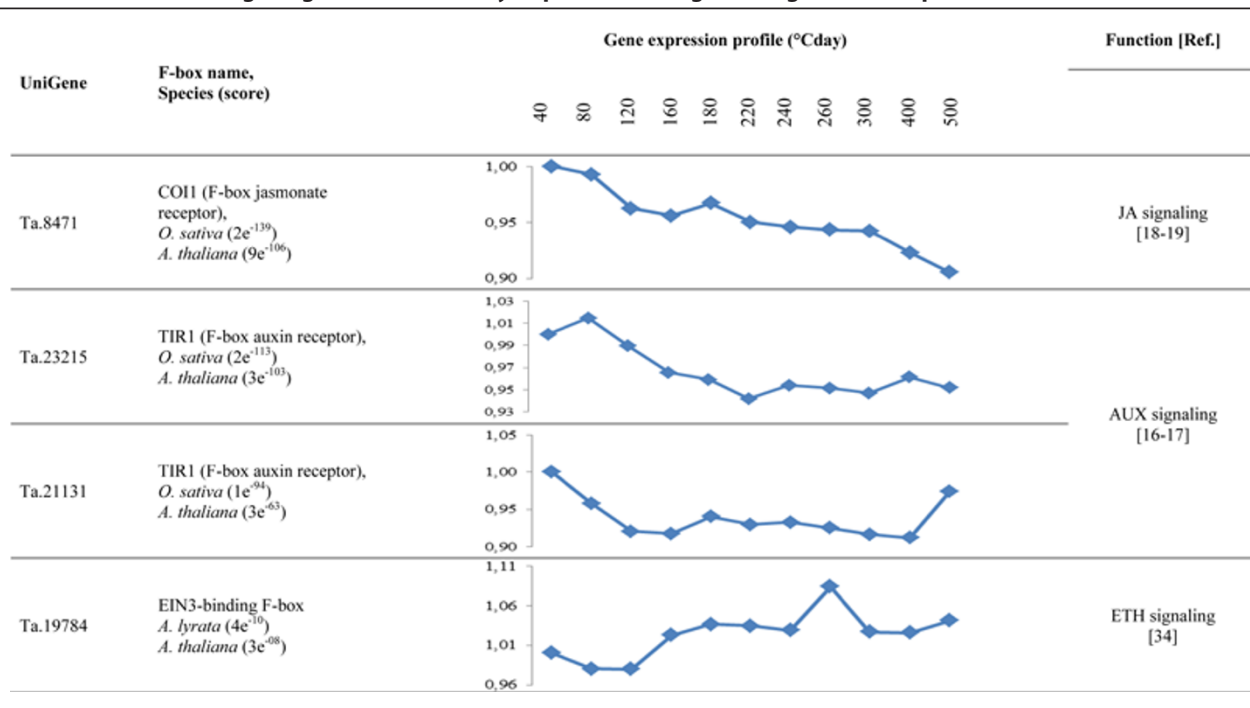 Gene expression profile (°Cday)
Function [Ref.]
UniGene
F-box name,
Species (score)
40 80 120 160 180 220 240 260 300 400 500
Ta.8471
COI1 (F-box jasmonate
receptor),
O. sativa (2e-139)
A. thaliana (9e-106)
1,00
0,95
0,90
JA signaling
[18-19]
Ta.23215
TIR1 (F-box auxin receptor),
O. sativa (2e-113)
A. thaliana (3e-103)
1,03
1,01
0,99
0,97
0,95
0,93
AUX signaling
[16-17]
Ta.21131
TIR1 (F-box auxin receptor),
O. sativa (1e-94)
A. thaliana (3e-63)
1,05
1,00
0,95
0,90
Ta.19784
EIN3-binding F-box
A. lyrata (4e-10)
A. thaliana (3e-08)
1,11
1,06
1,01
0,96
ETH signaling
[34]